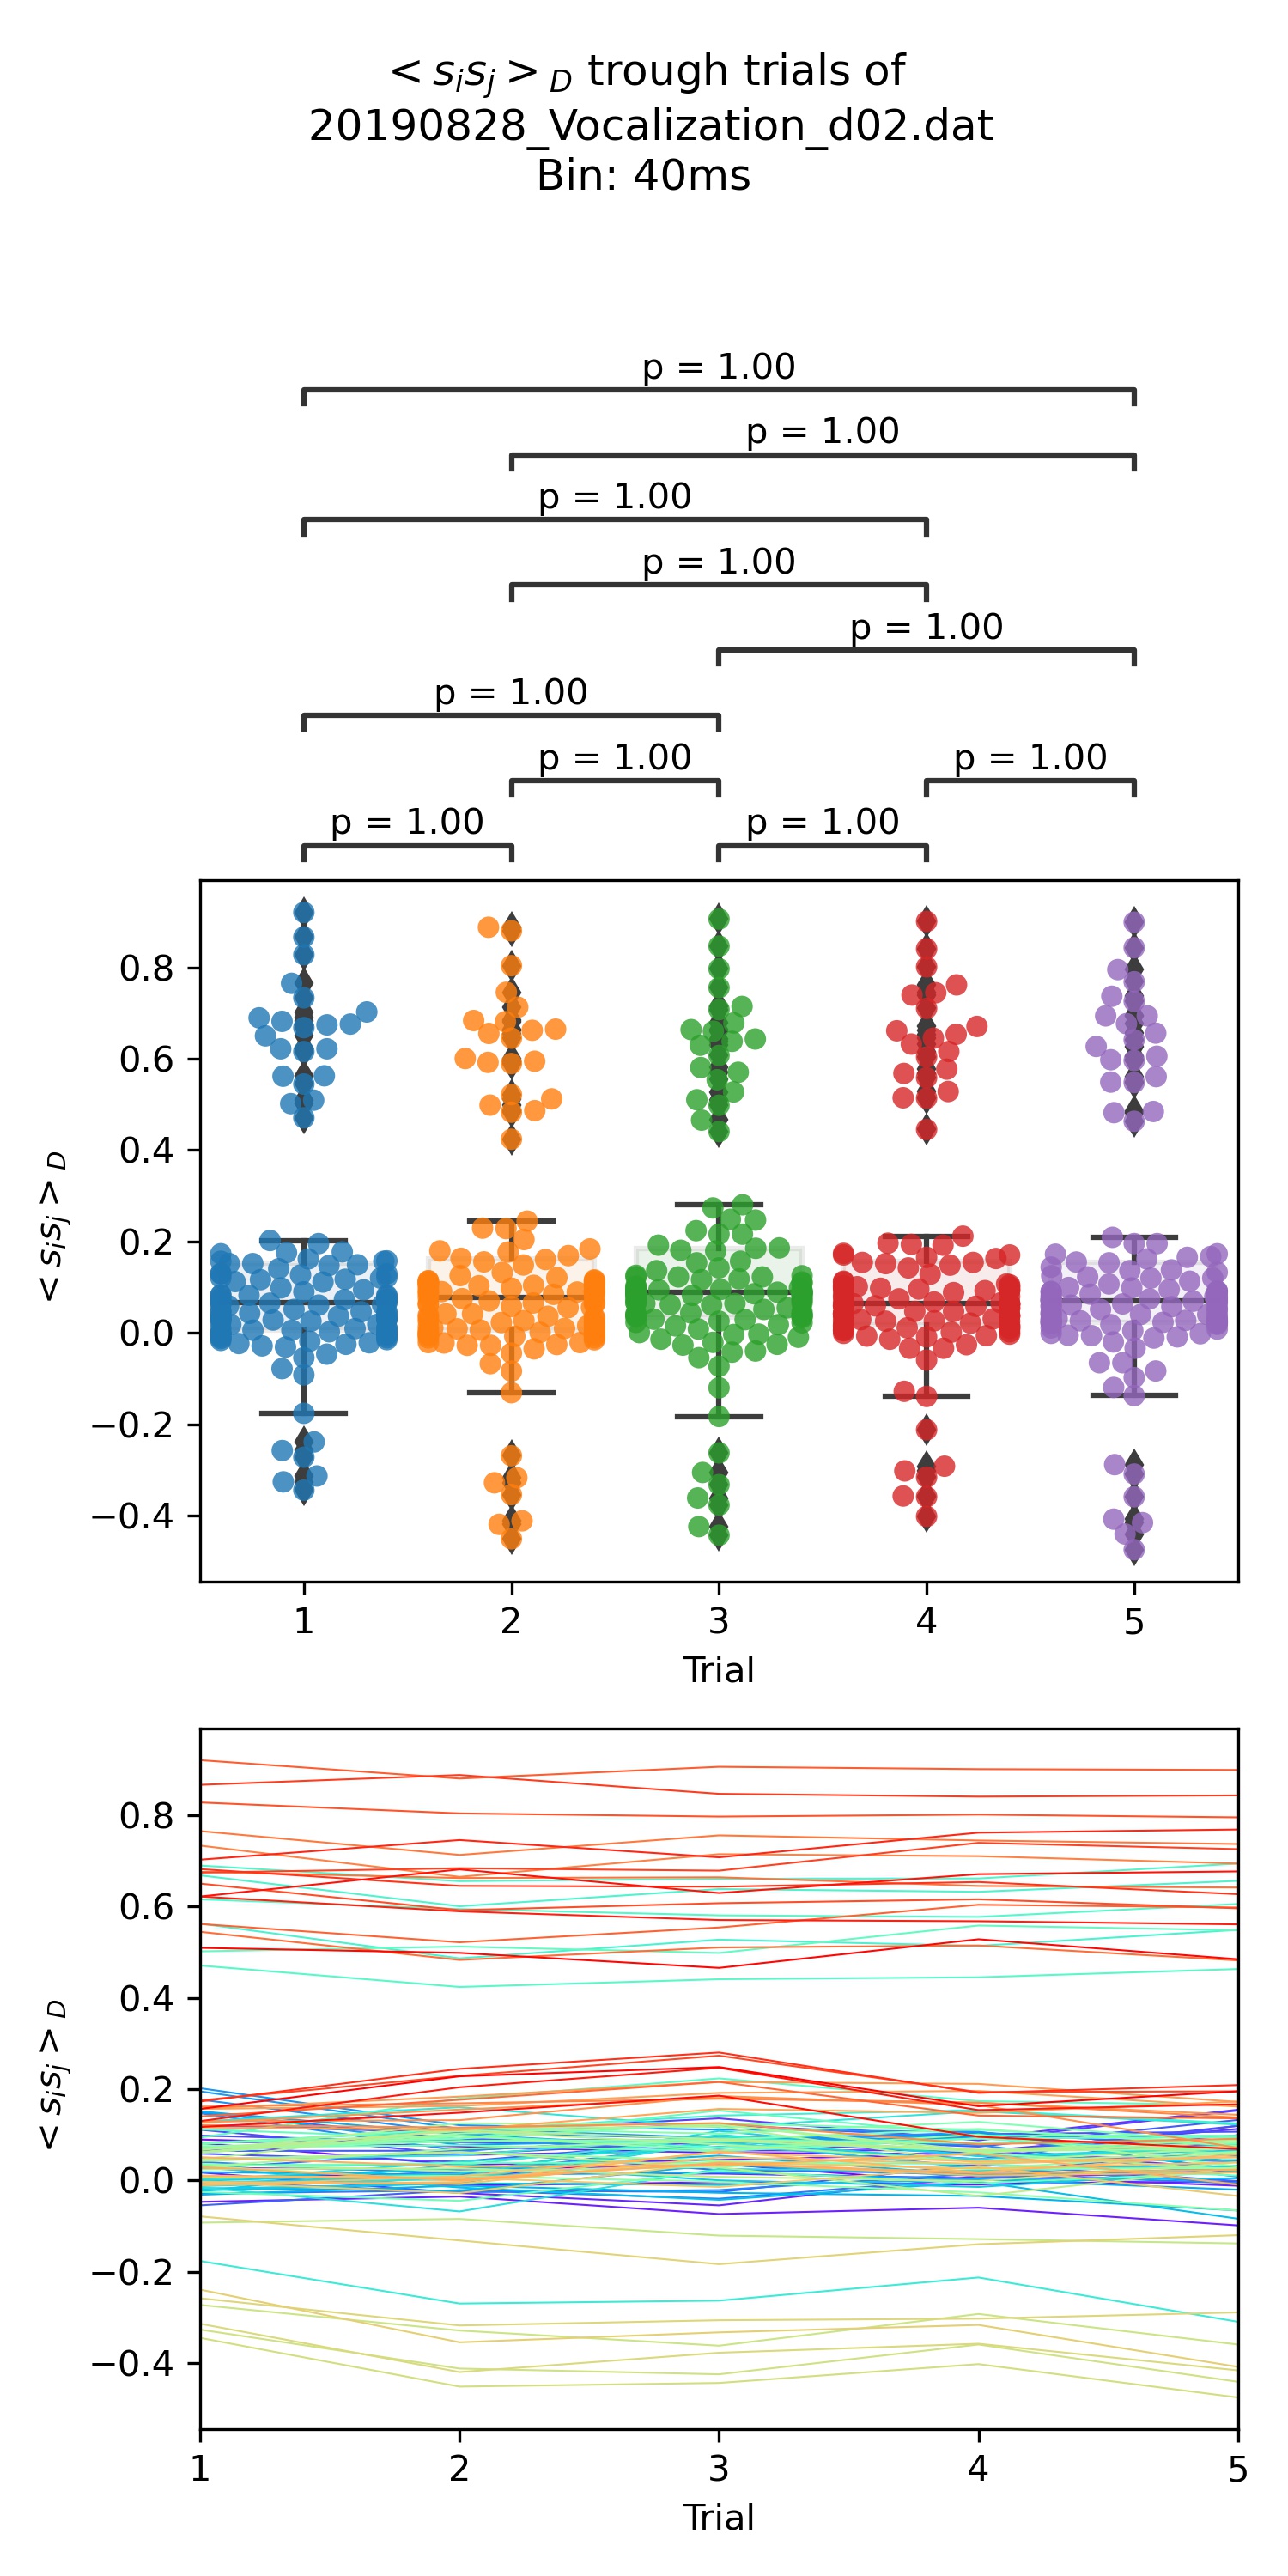 < s_i s_j >_D trough trials of
20190828_Vocalization_d02.dat
Bin: 40ms
p = 1.00
p = 1.00
p = 1.00
p = 1.00
p = 1.00
p = 1.00
p = 1.00 p = 1.00
p = 1.00 p = 1.00
< s_i s_j >_D
0.8
0.6
0.4
0.2
0.0
−0.2
−0.4
1 2 3 4 5
Trial
< s_i s_j >_D
0.8
0.6
0.4
0.2
0.0
−0.2
−0.4
1 2 3 4 5
Trial